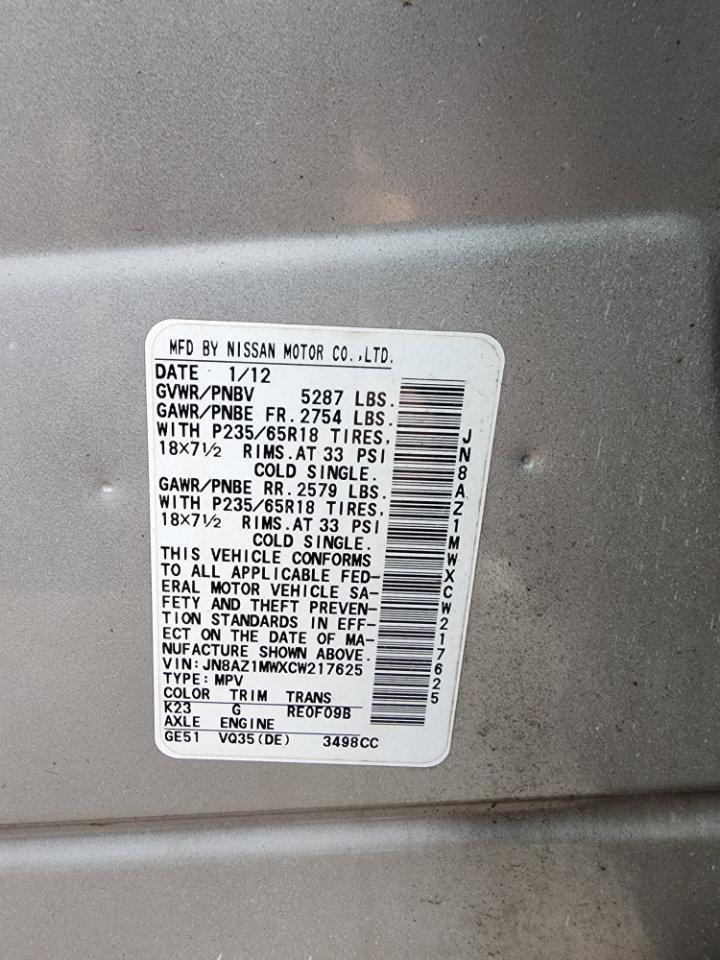 MFD BY NISSAN MOTOR CO.,LTD.
DATE 1/12
GVWR/PNBV 5287 LBS.
GAWR/PNBE FR. 2754 LBS.
WITH P235/65R18 TIRES,
18×7½ RIMS.AT 33 PSI
COLD SINGLE.
GAWR/PNBE RR. 2579 LBS.
WITH P235/65R18 TIRES,
18×7½ RIMS.AT 33 PSI
COLD SINGLE.
THIS VEHICLE CONFORMS
TO ALL APPLICABLE FED-
ERAL MOTOR VEHICLE SA-
FETY AND THEFT PREVEN-
TION STANDARDS IN EFF-
ECT ON THE DATE OF MA-
NUFACTURE SHOWN ABOVE.
VIN:JN8AZ1MWXCW217625
TYPE:MPV
COLOR TRIM TRANS
K23 G RE0F09B
AXLE ENGINE
GE51 VQ35(DE) 3498CC
JN8AZ1MWXCW217625